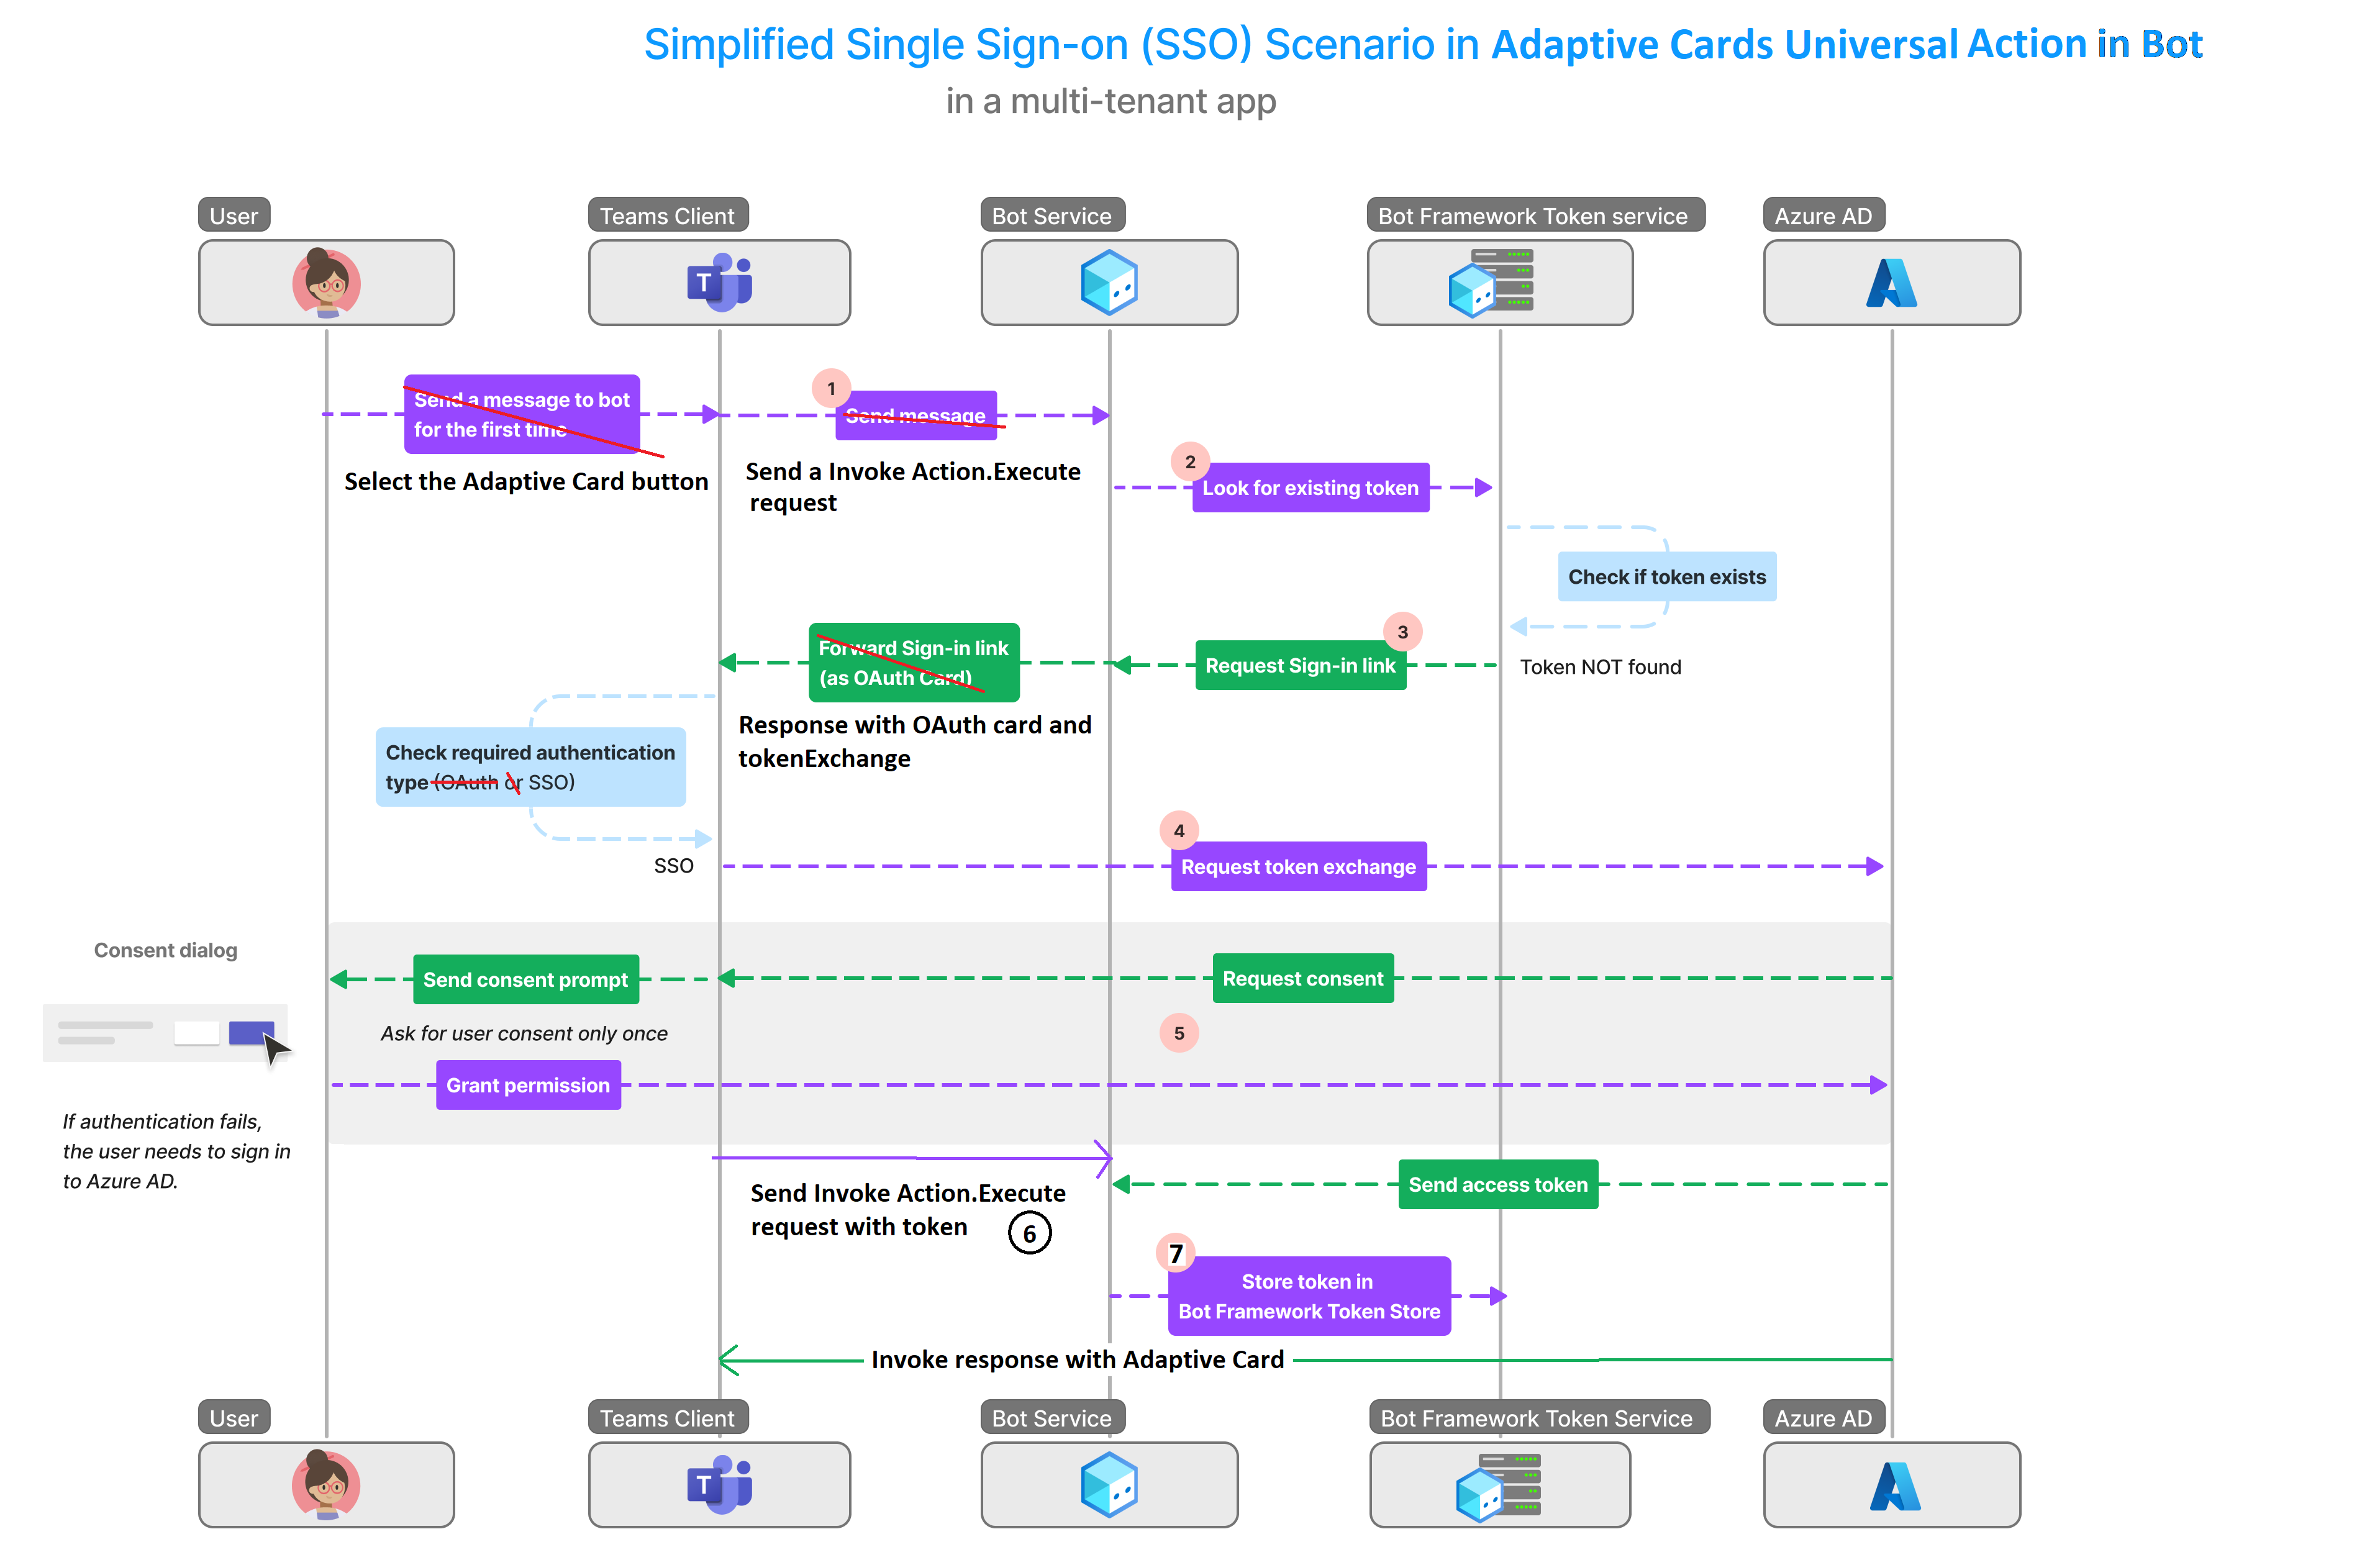 Simplified Single Sign-on (SSO) Scenario in Adaptive Cards Universal Action in Bot
in a multi-tenant app
User
Teams Client
Bot Service
Bot Framework Token service
Azure AD
T
Send a message to bot
for the first time
1
Send message
Select the Adaptive Card button
Send a Invoke Action.Execute
request
2
Look for existing token
Check if token exists
3
Forward Sign-in link
(as OAuth Card)
Request Sign-in link
Token NOT found
Response with OAuth card and
tokenExchange
Check required authentication
type (OAuth or SSO)
SSO
4
Request token exchange
Consent dialog
Send consent prompt
Request consent
Ask for user consent only once
5
Grant permission
If authentication fails,
the user needs to sign in
to Azure AD.
Send Invoke Action.Execute
request with token
6
Send access token
7
Store token in
Bot Framework Token Store
Invoke response with Adaptive Card
User
Teams Client
Bot Service
Bot Framework Token Service
Azure AD
T